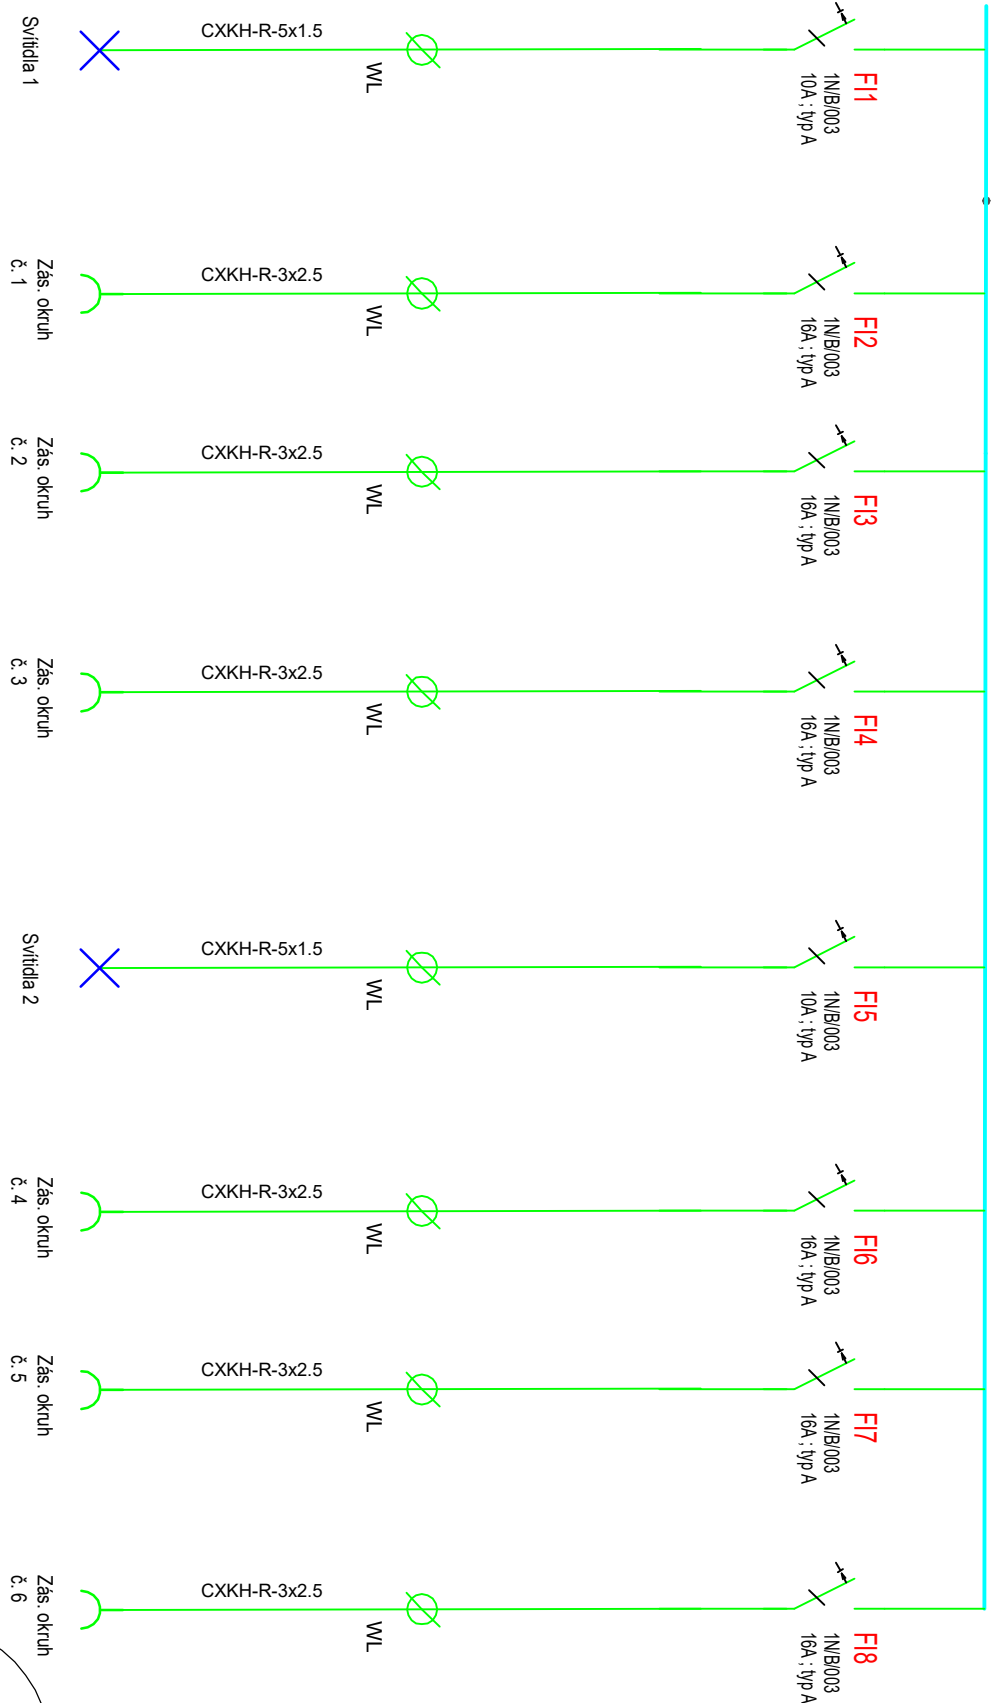 FI1
1N/B/003
10A ; typ A
CXKH-R-5x1.5
WL
Svítidla 1
FI2
1N/B/003
16A ; typ A
CXKH-R-3x2.5
WL
Zás. okruh
č. 1
FI3
1N/B/003
16A ; typ A
CXKH-R-3x2.5
WL
Zás. okruh
č. 2
FI4
1N/B/003
16A ; typ A
CXKH-R-3x2.5
WL
Zás. okruh
č. 3
FI5
1N/B/003
10A ; typ A
CXKH-R-5x1.5
WL
Svítidla 2
FI6
1N/B/003
16A ; typ A
CXKH-R-3x2.5
WL
Zás. okruh
č. 4
FI7
1N/B/003
16A ; typ A
CXKH-R-3x2.5
WL
Zás. okruh
č. 5
FI8
1N/B/003
16A ; typ A
CXKH-R-3x2.5
WL
Zás. okruh
č. 6